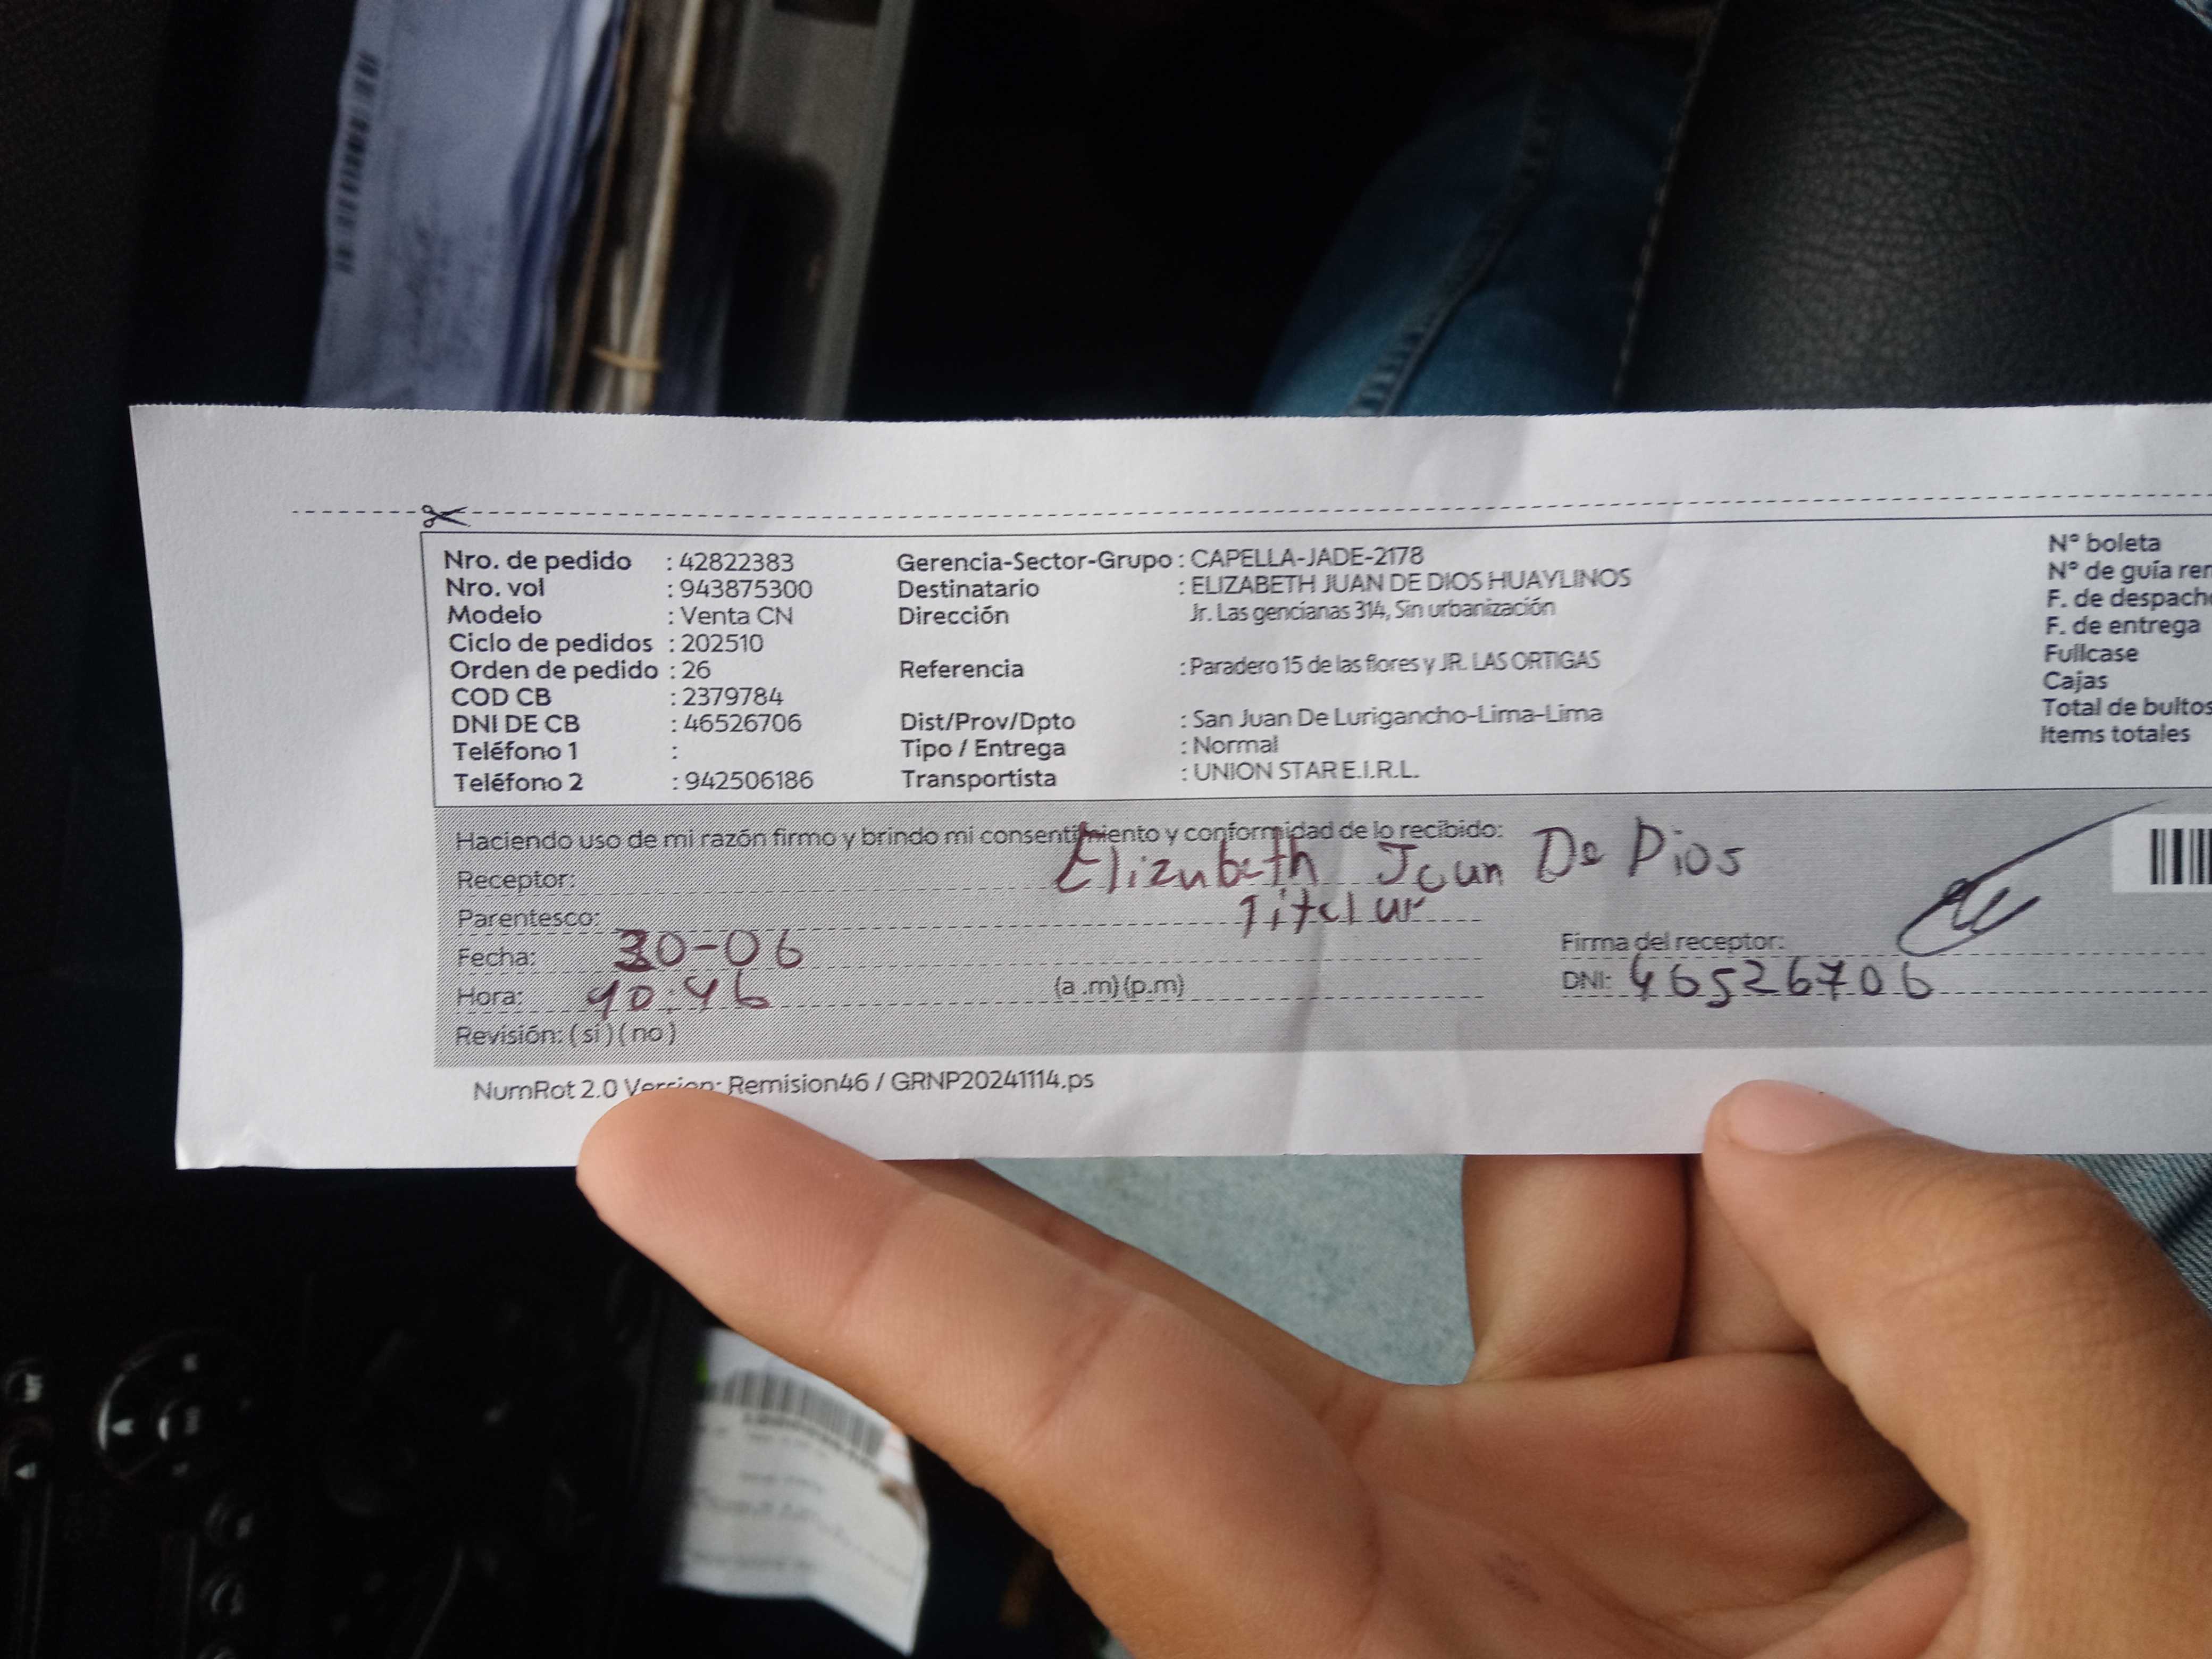 Nro. de pedido : 42822383
Nro. vol : 943875300
Modelo : Venta CN
Ciclo de pedidos : 202510
Orden de pedido : 26
COD CB : 2379784
DNI DE CB : 46526706
Teléfono 1 :
Teléfono 2 : 942506186
Gerencia-Sector-Grupo : CAPELLA-JADE-2178
Destinatario : ELIZABETH JUAN DE DIOS HUAYLINOS
Dirección Jr. Las gencianas 314, Sin urbanización
Referencia : Paradero 15 de las flores y JR. LAS ORTIGAS
Dist/Prov/Dpto : San Juan De Lurigancho-Lima-Lima
Tipo / Entrega : Normal
Transportista : UNION STAR E.I.R.L.
N° boleta
N° de guía rem
F. de despacho
F. de entrega
Fullcase
Cajas
Total de bultos
Items totales
Haciendo uso de mi razón firmo y brindo mi consentimiento y conformidad de lo recibido:
Receptor: Elizabeth Juan De Dios
Parentesco: Titular
Fecha: 30-06
Hora: 10:46 (a .m) (p.m)
Revisión: (si) (no)
Firma del receptor:
DNI: 46526706
NumRot 2.0 Version: Remision46 / GRNP20241114.ps